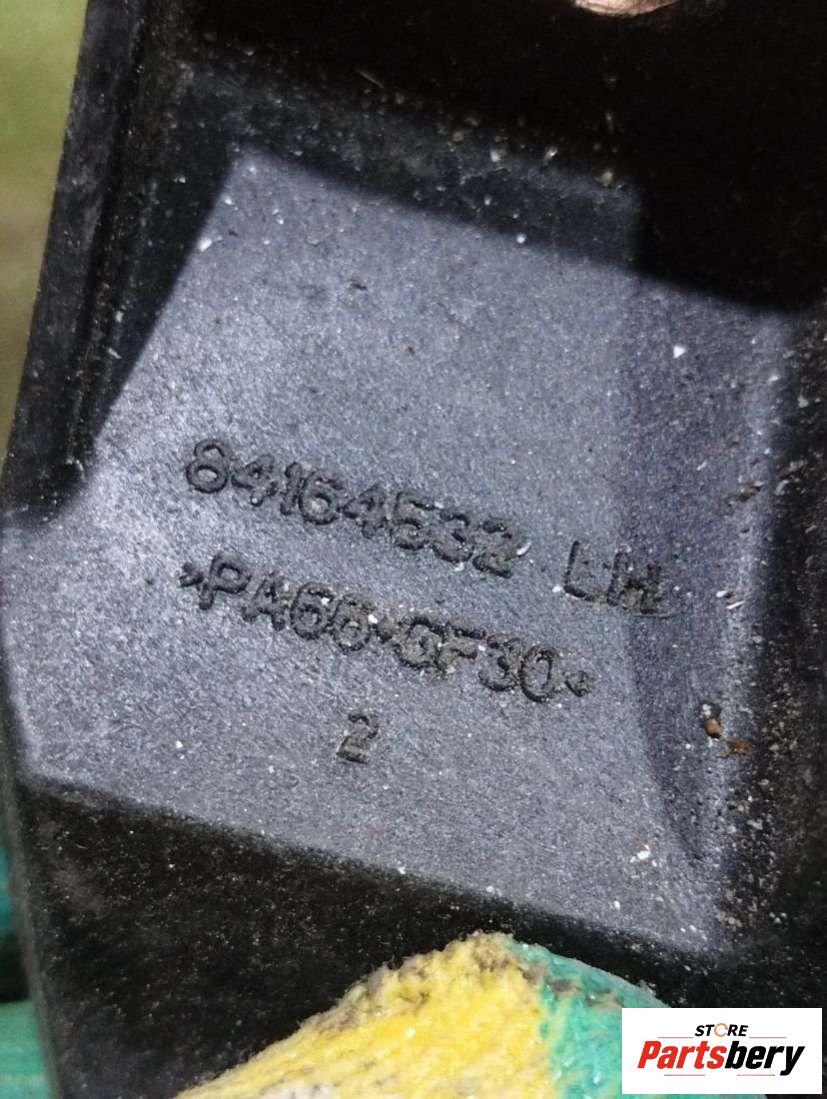 84164532 LH
>PA66-GF30<
2
STORE
Partsbery